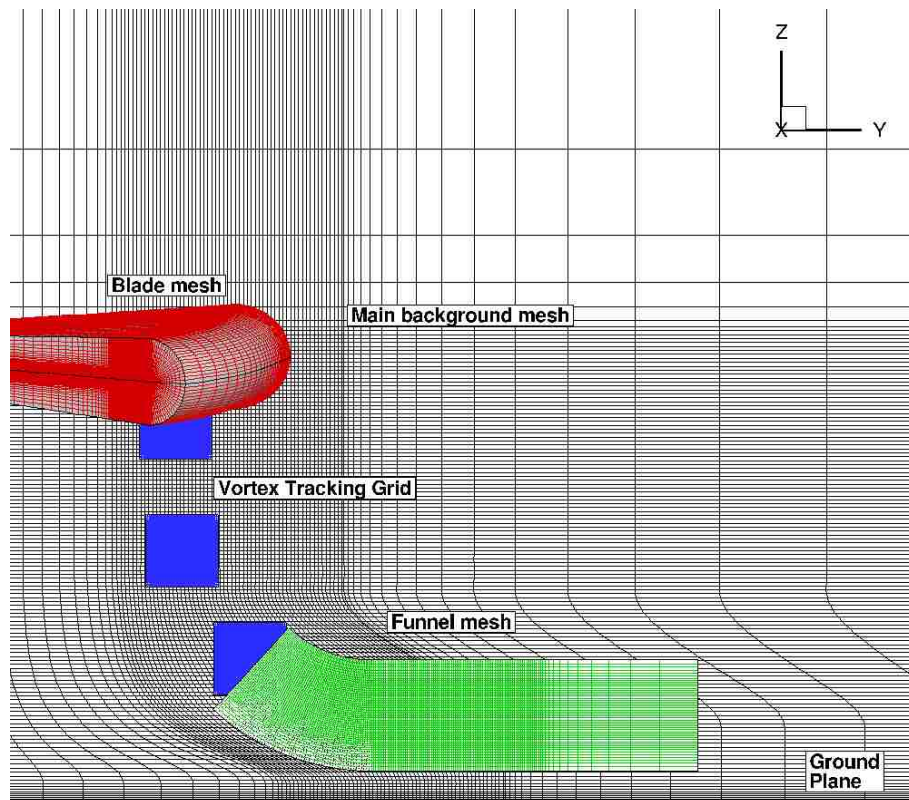 Z
X
Y
Blade mesh
Main background mesh
Vortex Tracking Grid
Funnel mesh
Ground
Plane